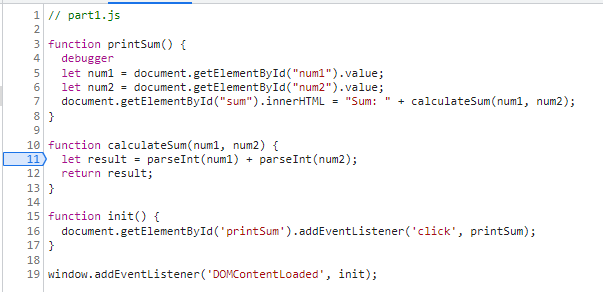 1 // part1.js
2
3 function printSum() {
4   debugger
5   let num1 = document.getElementById("num1").value;
6   let num2 = document.getElementById("num2").value;
7   document.getElementById("sum").innerHTML = "Sum: " + calculateSum(num1, num2);
8 }
9
10 function calculateSum(num1, num2) {
11   let result = parseInt(num1) + parseInt(num2);
12   return result;
13 }
14
15 function init() {
16   document.getElementById('printSum').addEventListener('click', printSum);
17 }
18
19 window.addEventListener('DOMContentLoaded', init);